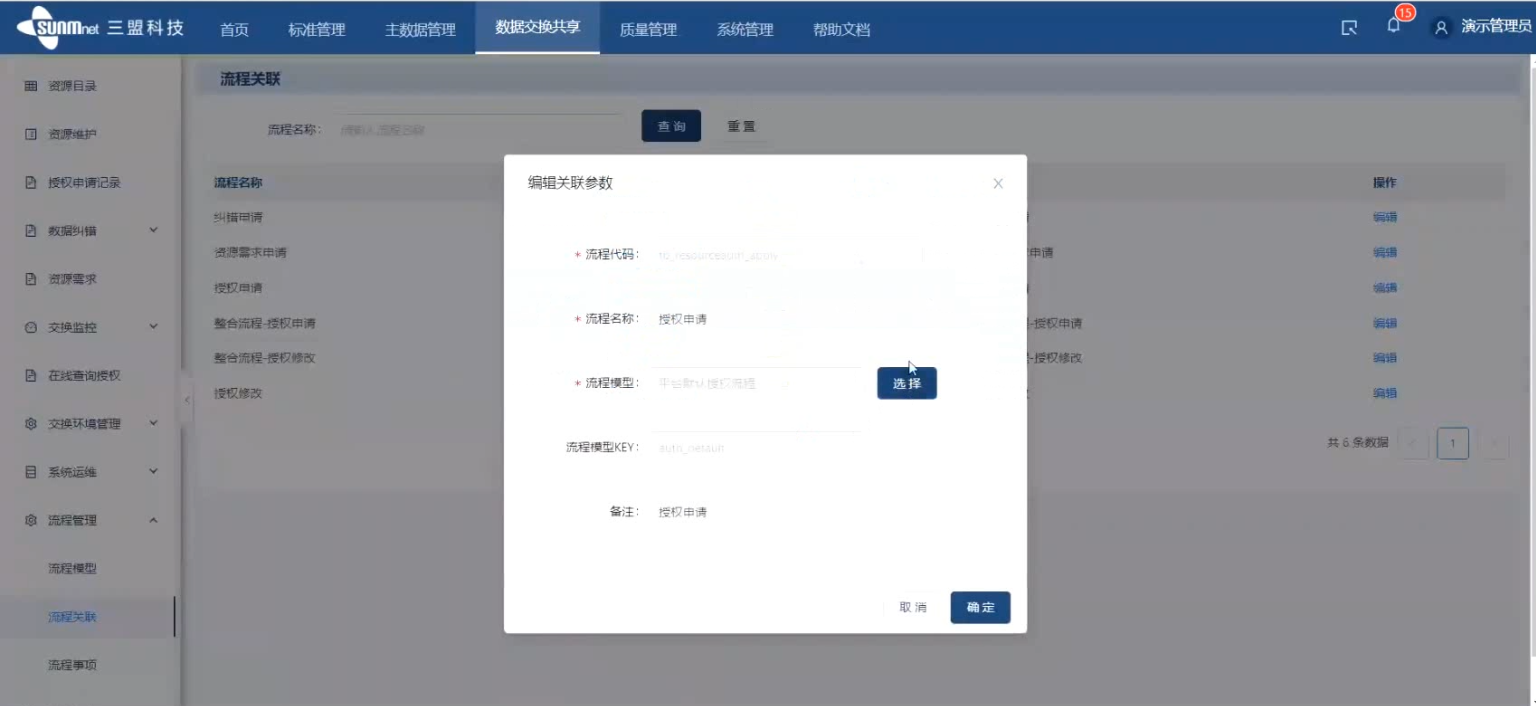 sunmnet 三盟科技
首页
标准管理
主数据管理
数据交换共享
质量管理
系统管理
帮助文档
15
演示管理员
资源目录
资源维护
授权申请记录
数据纠错
资源需求
交换监控
在线查询授权
交换环境管理
系统运维
流程管理
流程模型
流程关联
流程事项
流程关联
流程名称：
请输入流程名称
查 询
重 置
流程名称
操作
纠错申请
编辑
资源需求申请
申请
编辑
授权申请
编辑
整合流程-授权申请
-授权申请
编辑
整合流程-授权修改
-授权修改
编辑
授权修改
编辑
共 6 条数据
1
编辑关联参数
* 流程代码：
* 流程名称： 授权申请
* 流程模型： 平台默认授权流程
选 择
流程模型KEY： auth_default
备注： 授权申请
取 消
确 定